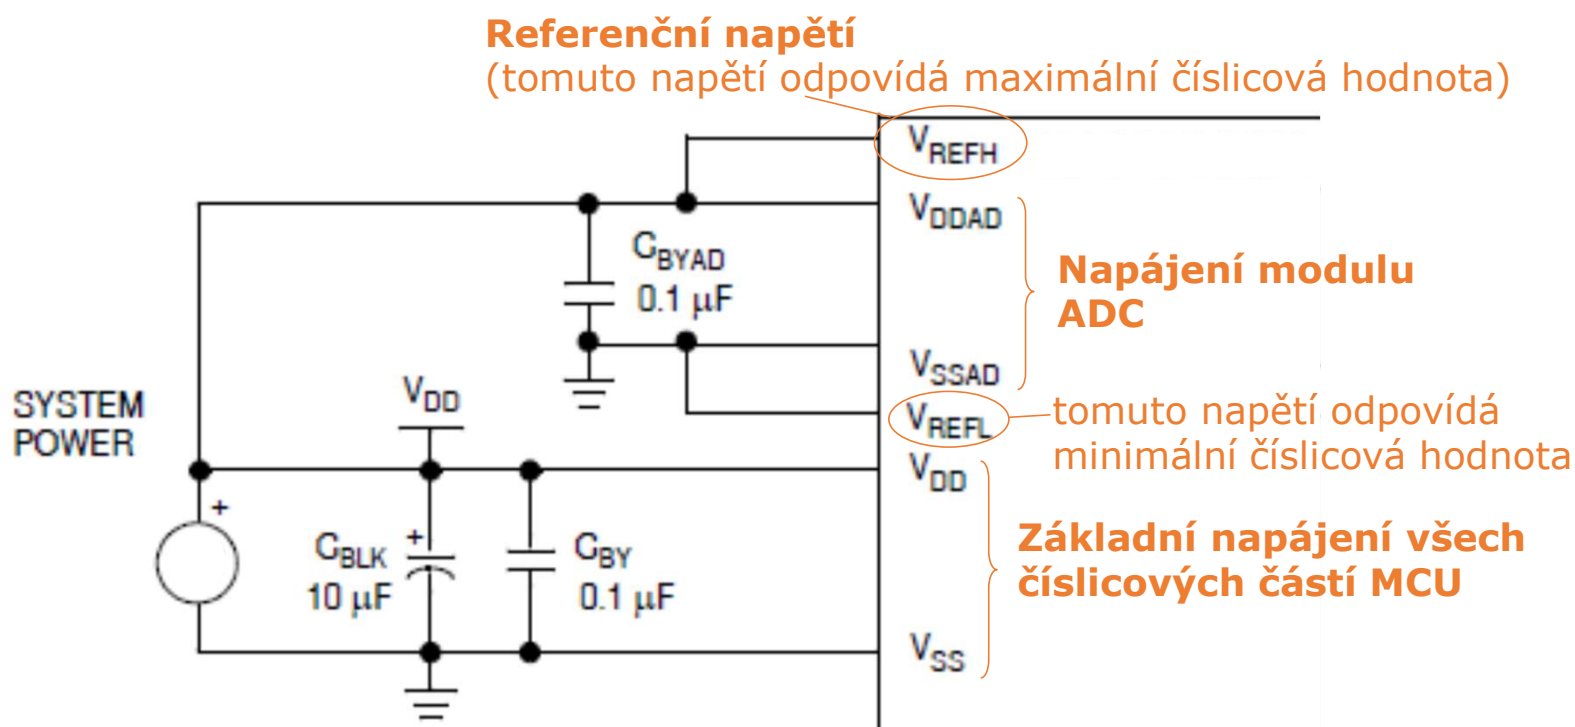 Referenční napětí
(tomuto napětí odpovídá maximální číslicová hodnota)
VREFH
VDDAD
CBYAD
0.1 µF
Napájení modulu
ADC
VSSAD
VDD
SYSTEM
POWER
VREFL
tomuto napětí odpovídá
minimální číslicová hodnota
VDD
+
+
CBLK
10 µF
CBY
0.1 µF
Základní napájení všech
číslicových částí MCU
VSS